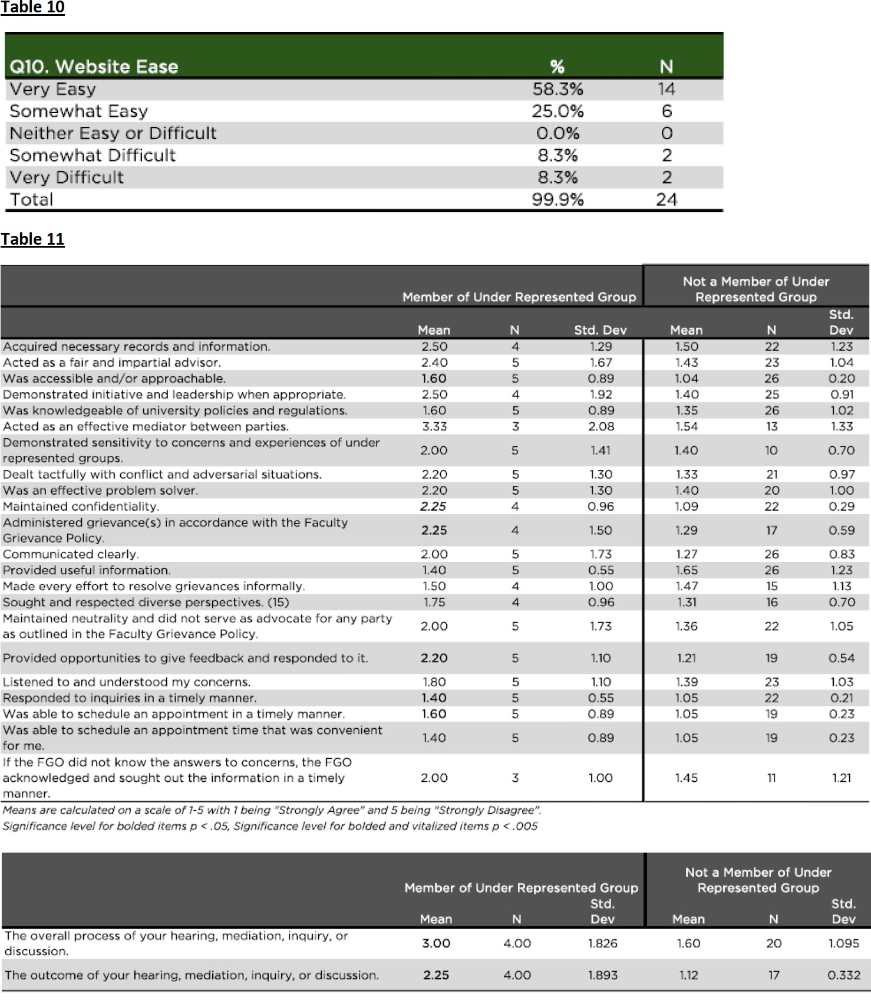 Table 10
Q10. Website Ease % N
Very Easy 58.3% 14
Somewhat Easy 25.0% 6
Neither Easy or Difficult 0.0% 0
Somewhat Difficult 8.3% 2
Very Difficult 8.3% 2
Total 99.9% 24
Table 11
Member of Under Represented Group Not a Member of Under Represented Group
Mean N Std. Dev Mean N Std. Dev
Acquired necessary records and information. 2.50 4 1.29 1.50 22 1.23
Acted as a fair and impartial advisor. 2.40 5 1.67 1.43 23 1.04
Was accessible and/or approachable. 1.60 5 0.89 1.04 26 0.20
Demonstrated initiative and leadership when appropriate. 2.50 4 1.92 1.40 25 0.91
Was knowledgeable of university policies and regulations. 1.60 5 0.89 1.35 26 1.02
Acted as an effective mediator between parties. 3.33 3 2.08 1.54 13 1.33
Demonstrated sensitivity to concerns and experiences of under
represented groups. 2.00 5 1.41 1.40 10 0.70
Dealt tactfully with conflict and adversarial situations. 2.20 5 1.30 1.33 21 0.97
Was an effective problem solver. 2.20 5 1.30 1.40 20 1.00
Maintained confidentiality. 2.25 4 0.96 1.09 22 0.29
Administered grievance(s) in accordance with the Faculty
Grievance Policy. 2.25 4 1.50 1.29 17 0.59
Communicated clearly. 2.00 5 1.73 1.27 26 0.83
Provided useful information. 1.40 5 0.55 1.65 26 1.23
Made every effort to resolve grievances informally. 1.50 4 1.00 1.47 15 1.13
Sought and respected diverse perspectives. (15) 1.75 4 0.96 1.31 16 0.70
Maintained neutrality and did not serve as advocate for any party
as outlined in the Faculty Grievance Policy. 2.00 5 1.73 1.36 22 1.05
Provided opportunities to give feedback and responded to it. 2.20 5 1.10 1.21 19 0.54
Listened to and understood my concerns. 1.80 5 1.10 1.39 23 1.03
Responded to inquiries in a timely manner. 1.40 5 0.55 1.05 22 0.21
Was able to schedule an appointment in a timely manner. 1.60 5 0.89 1.05 19 0.23
Was able to schedule an appointment time that was convenient
for me. 1.40 5 0.89 1.05 19 0.23
If the FGO did not know the answers to concerns, the FGO
acknowledged and sought out the information in a timely 2.00 3 1.00 1.45 11 1.21
manner.
Means are calculated on a scale of 1-5 with 1 being "Strongly Agree" and 5 being "Strongly Disagree".
Significance level for bolded items p < .05, Significance level for bolded and vitalized items p < .005
Member of Under Represented Group Not a Member of Under Represented Group
Mean N Std. Dev Mean N Std. Dev
The overall process of your hearing, mediation, inquiry, or
discussion. 3.00 4.00 1.826 1.60 20 1.095
The outcome of your hearing, mediation, inquiry, or discussion. 2.25 4.00 1.893 1.12 17 0.332